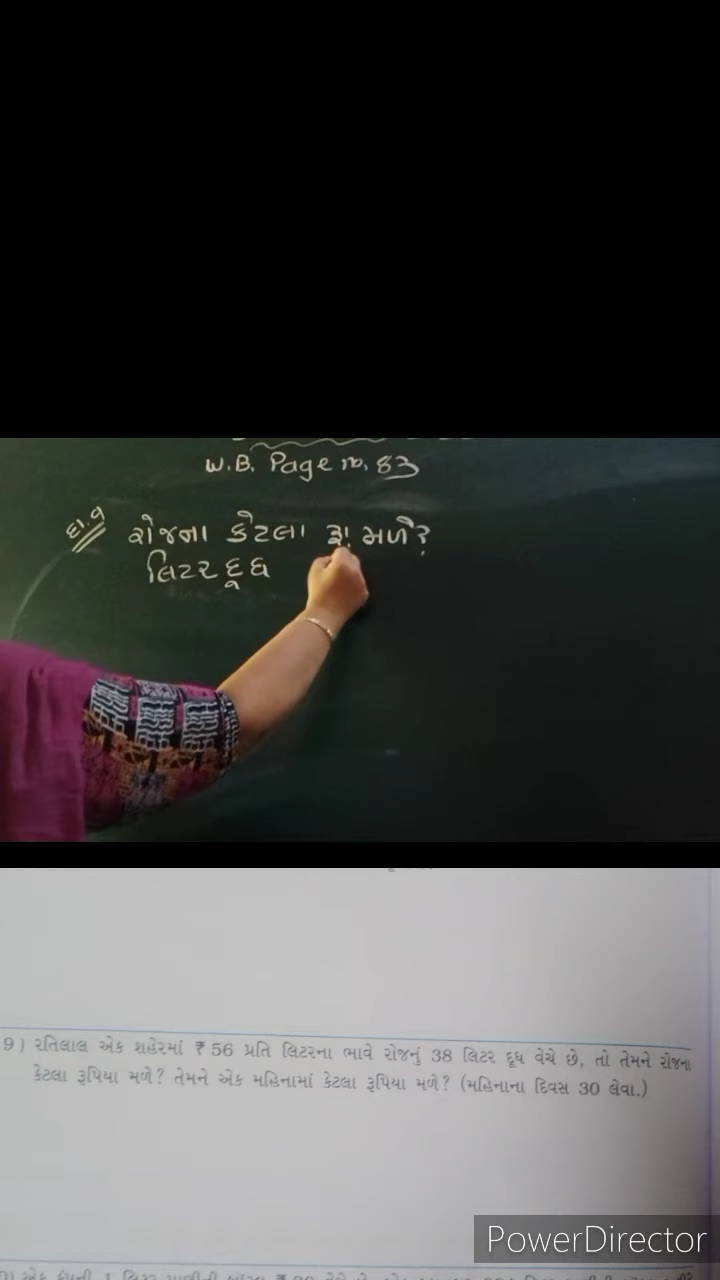 W.B. Page no. 83
દા.9 રોજના કેટલા રૂા મળે?
લિટર દૂધ
9) રતિલાલ એક શહેરમાં ₹ 56 પ્રતિ લિટરના ભાવે રોજનું 38 લિટર દૂધ વેચે છે, તો તેમને રોજના
કેટલા રૂપિયા મળે? તેમને એક મહિનામાં કેટલા રૂપિયા મળે? (મહિનાના દિવસ 30 લેવા.)
PowerDirector